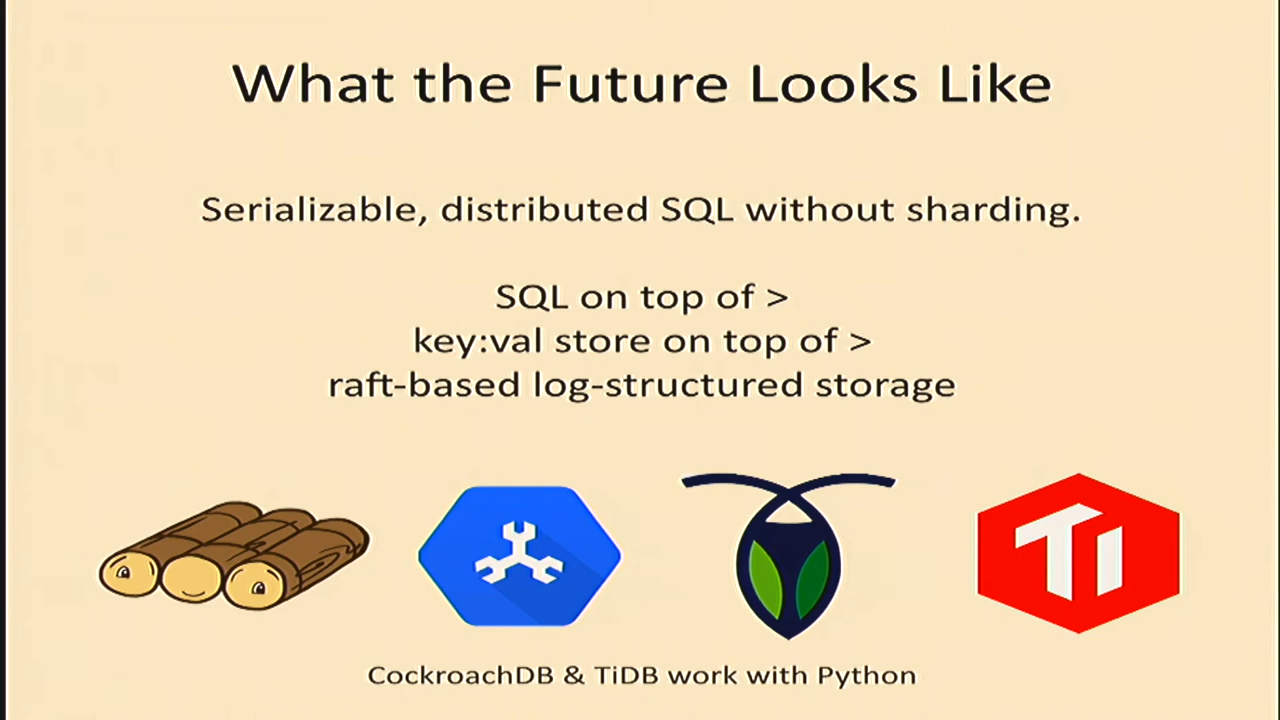 What the Future Looks Like
Serializable, distributed SQL without sharding.
SQL on top of >
key:val store on top of >
raft-based log-structured storage
Ti
CockroachDB & TiDB work with Python